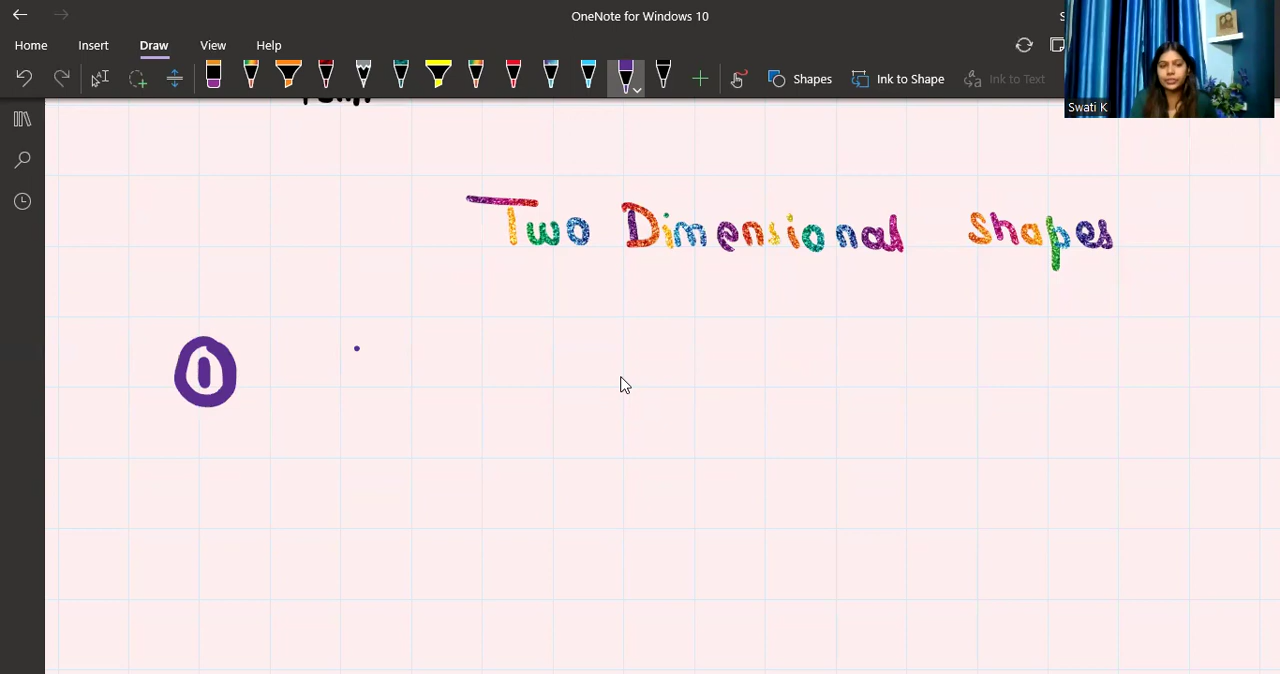 OneNote for Windows 10
Home Insert Draw View Help
Shapes Ink to Shape Ink to Text
Swati K
Two Dimensional shapes
1